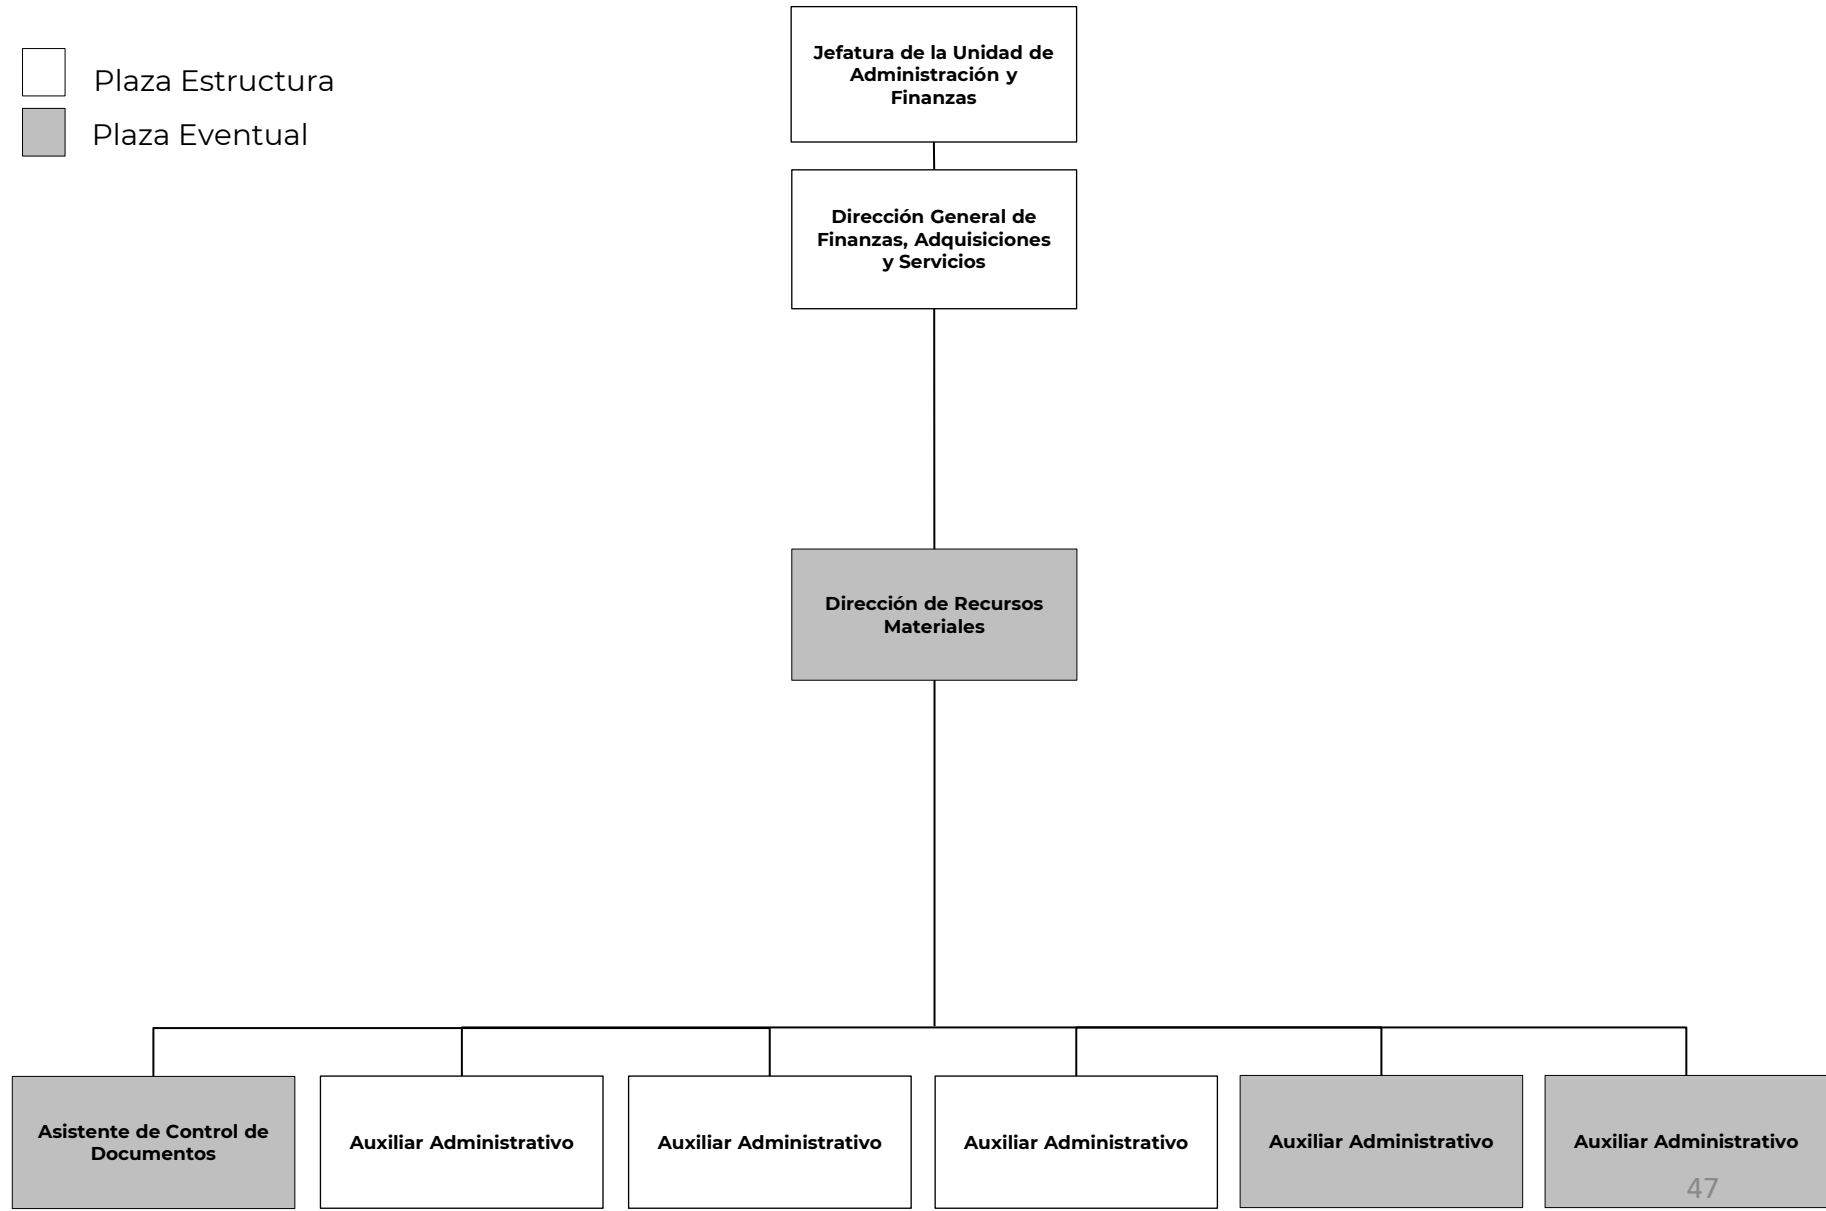 Plaza Estructura
Plaza Eventual
Jefatura de la Unidad de
Administración y
Finanzas
Dirección General de
Finanzas, Adquisiciones
y Servicios
Dirección de Recursos
Materiales
Asistente de Control de
Documentos
Auxiliar Administrativo
Auxiliar Administrativo
Auxiliar Administrativo
Auxiliar Administrativo
Auxiliar Administrativo
47